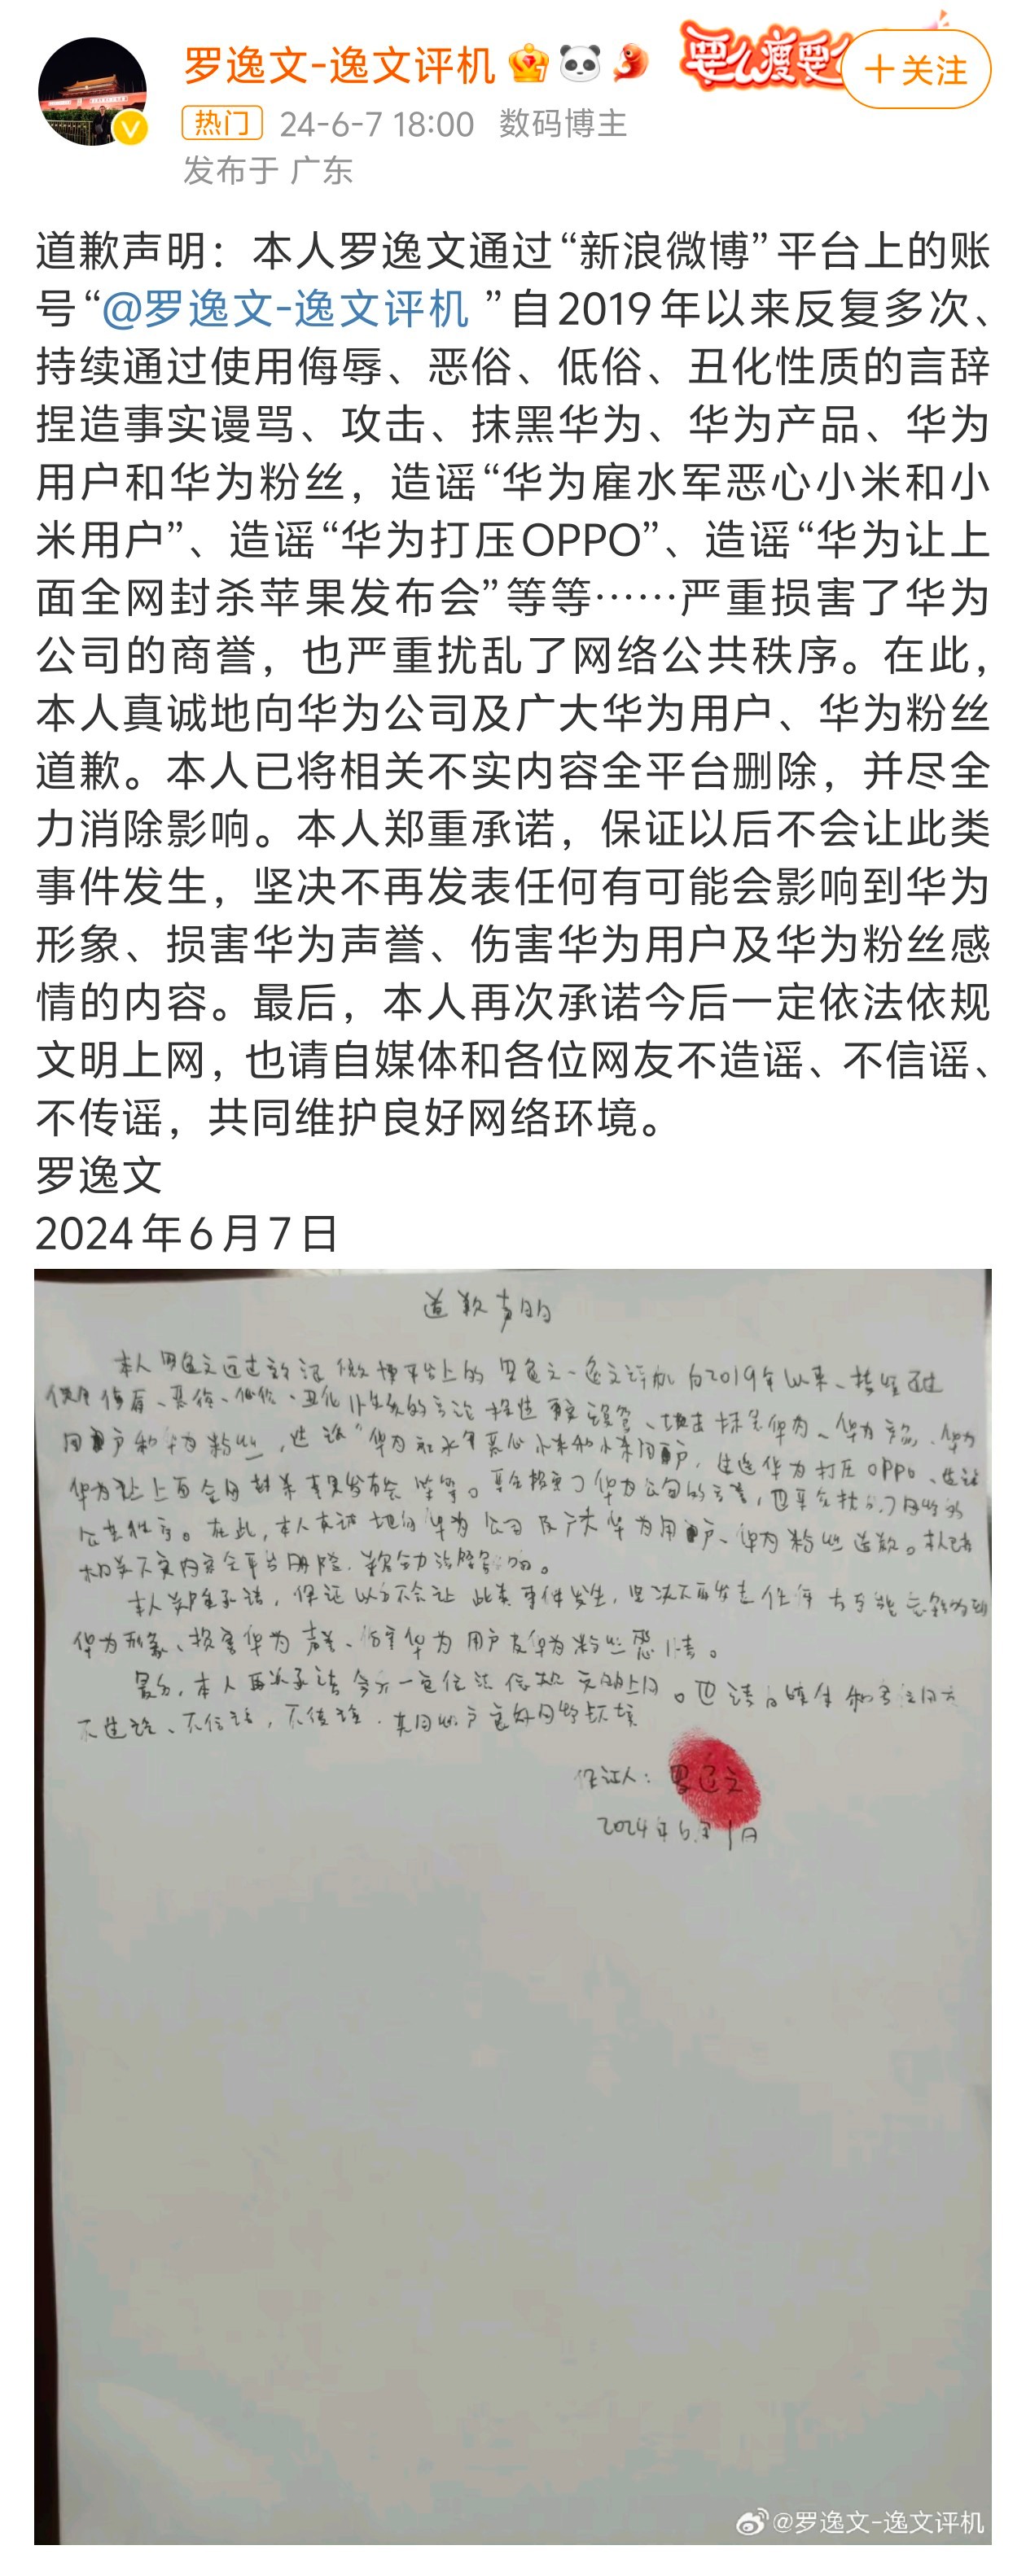 罗逸文-逸文评机
要么瘦要么
+关注
热门 24-6-7 18:00 数码博主
发布于 广东
道歉声明：本人罗逸文通过“新浪微博”平台上的账
号“@罗逸文-逸文评机 ”自2019年以来反复多次、
持续通过使用侮辱、恶俗、低俗、丑化性质的言辞
捏造事实谩骂、攻击、抹黑华为、华为产品、华为
用户和华为粉丝，造谣“华为雇水军恶心小米和小
米用户”、造谣“华为打压OPPO”、造谣“华为让上
面全网封杀苹果发布会”等等……严重损害了华为
公司的商誉，也严重扰乱了网络公共秩序。在此，
本人真诚地向华为公司及广大华为用户、华为粉丝
道歉。本人已将相关不实内容全平台删除，并尽全
力消除影响。本人郑重承诺，保证以后不会让此类
事件发生，坚决不再发表任何有可能会影响到华为
形象、损害华为声誉、伤害华为用户及华为粉丝感
情的内容。最后，本人再次承诺今后一定依法依规
文明上网，也请自媒体和各位网友不造谣、不信谣、
不传谣，共同维护良好网络环境。
罗逸文
2024年6月7日
道歉声明
本人罗逸文通过新浪微博平台上的罗逸文-逸文评机自2019年以来、持续通过
使用侮辱、恶俗、低俗、丑化性质的言论捏造事实谩骂、攻击抹黑华为、华为产品、华为
用户和华为粉丝，造谣“华为雇水军恶心小米和小米用户，造谣华为打压OPPO、造谣
华为让上面全网封杀苹果发布会等等。严重损害了华为公司的商誉，也严重扰乱了网络的
公共秩序。在此，本人真诚地向华为公司及广大华为用户、华为粉丝道歉。本人已将
相关不实内容全平台删除，
本人郑重承诺，保证以后不会让此类事件发生，坚决不再发表任何有可能会影响到
华为形象、损害华为声誉、伤害华为用户及华为粉丝感情。
最后，本人再次承诺今后一定依法依规文明上网。也请自媒体和各位网友
不造谣、不信谣，不传谣，共同维护良好网络环境
保证人：罗逸文
2024年6月1日
@罗逸文-逸文评机